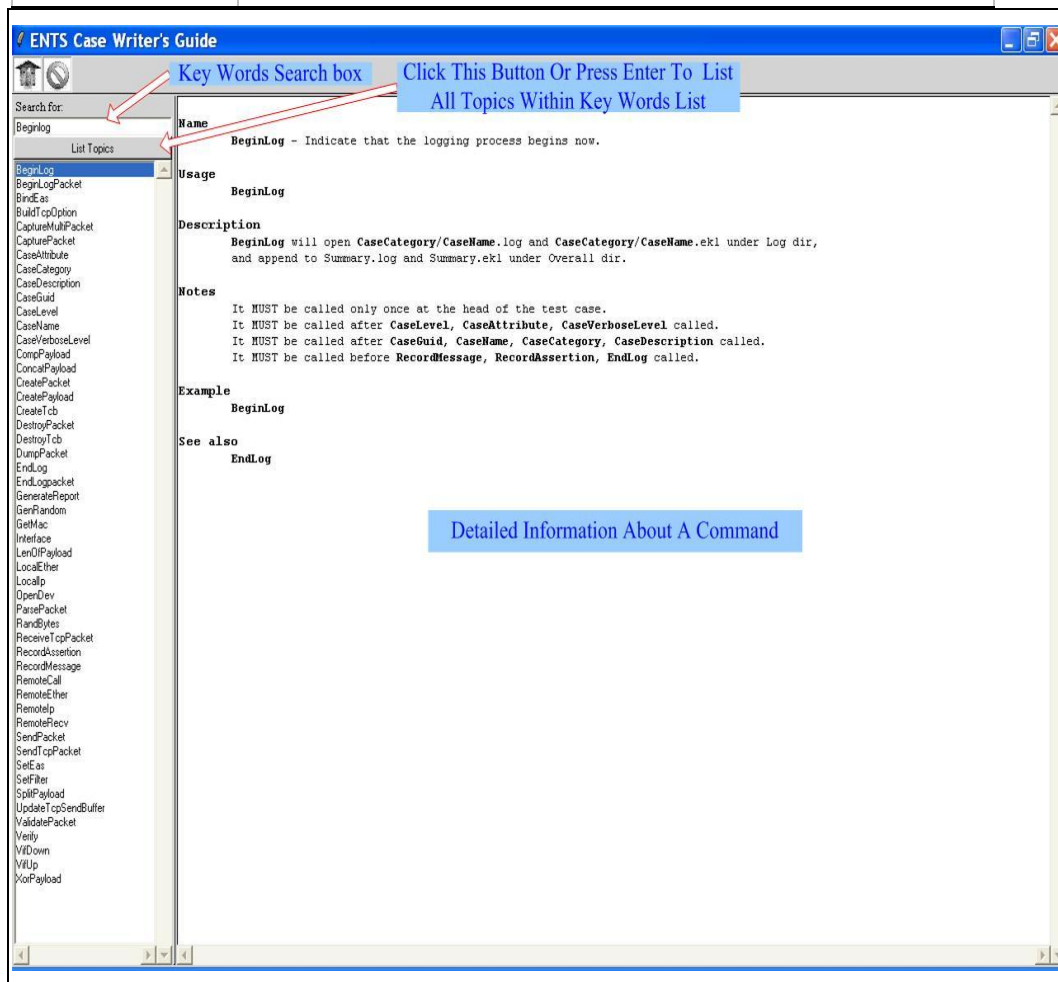 ENTS Case Writer's Guide
Key Words Search box
Click This Button Or Press Enter To List
All Topics Within Key Words List
Search for:
Beginlog
List Topics
BeginLog
BeginLogPacket
BindEas
BuildTcpOption
CaptureMultiPacket
CapturePacket
CaseAttribute
CaseCategory
CaseDescription
CaseGuid
CaseLevel
CaseName
CaseVerboseLevel
CompPayload
ConcatPayload
CreatePacket
CreatePayload
CreateTcb
DestroyPacket
DestroyTcb
DumpPacket
EndLog
EndLogpacket
GenerateReport
GenRandom
GetMac
Interface
LenOfPayload
LocalEther
LocalIp
OpenDev
ParsePacket
RandBytes
ReceiveTcpPacket
RecordAssertion
RecordMessage
RemoteCall
RemoteEther
RemoteIp
RemoteRecv
SendPacket
SendTcpPacket
SetEas
SetFilter
SplitPayload
UpdateTcpSendBuffer
ValidatePacket
Verify
VifDown
VifUp
XorPayload
Name
BeginLog - Indicate that the logging process begins now.
Usage
BeginLog
Description
BeginLog will open CaseCategory/CaseName.log and CaseCategory/CaseName.ekl under Log dir,
and append to Summary.log and Summary.ekl under Overall dir.
Notes
It MUST be called only once at the head of the test case.
It MUST be called after CaseLevel, CaseAttribute, CaseVerboseLevel called.
It MUST be called after CaseGuid, CaseName, CaseCategory, CaseDescription called.
It MUST be called before RecordMessage, RecordAssertion, EndLog called.
Example
BeginLog
See also
EndLog
Detailed Information About A Command